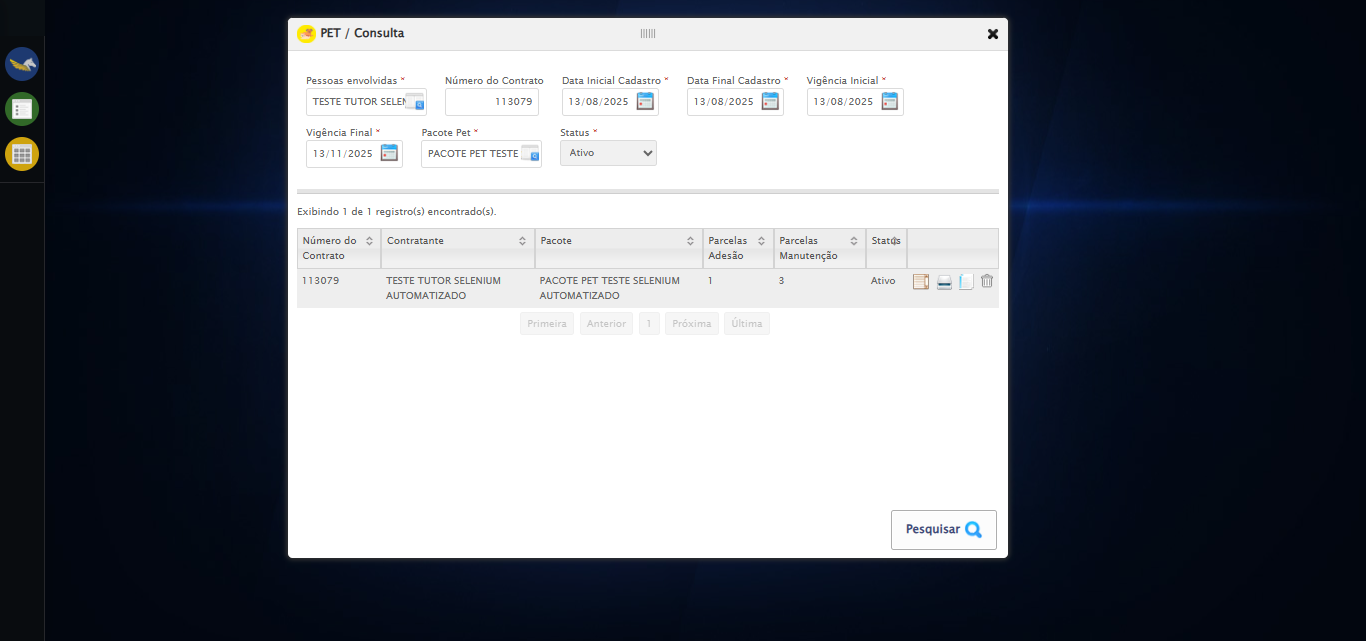 PET / Consulta
Pessoas envolvidas * Número do Contrato Data Inicial Cadastro * Data Final Cadastro * Vigência Inicial *
TESTE TUTOR SELEN 113079 13/08/2025 13/08/2025 13/08/2025
Vigência Final * Pacote Pet * Status *
13/11/2025 PACOTE PET TESTE Ativo
Exibindo 1 de 1 registro(s) encontrado(s).
Número do Contrato Contratante Pacote Parcelas Adesão Parcelas Manutenção Status
113079 TESTE TUTOR SELENIUM AUTOMATIZADO PACOTE PET TESTE SELENIUM AUTOMATIZADO 1 3 Ativo
Primeira Anterior 1 Próxima Última
Pesquisar